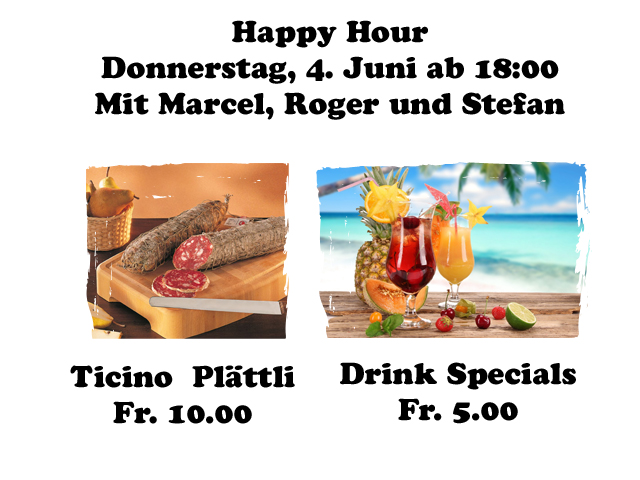 Happy Hour
Donnerstag, 4. Juni ab 18:00
Mit Marcel, Roger und Stefan
Ticino Plättli
Fr. 10.00
Drink Specials
Fr. 5.00